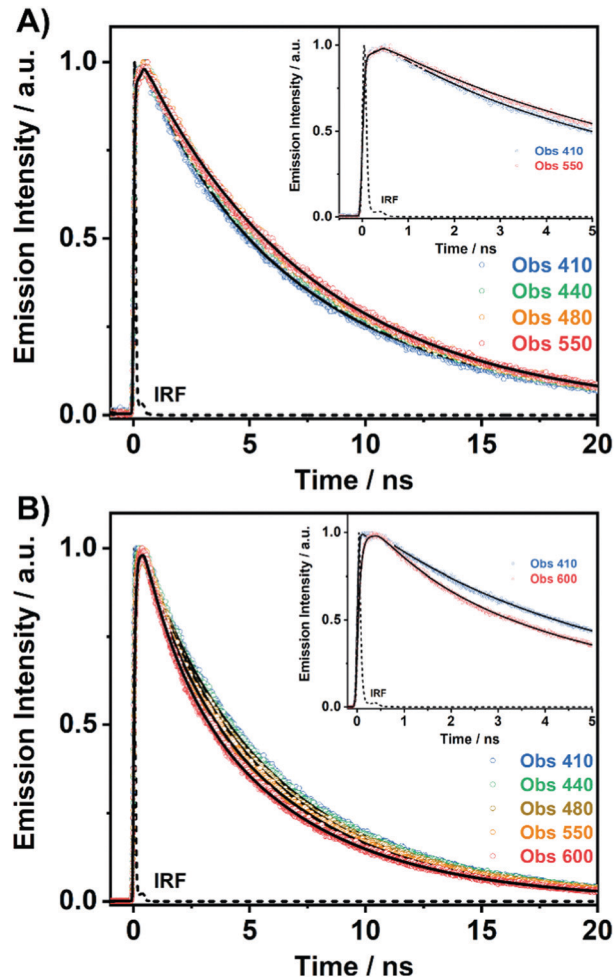 A)
Emission Intensity / a.u.
1.0
0.5
0.0
IRF
0
5
10
15
20
Time / ns
Obs 410
Obs 440
Obs 480
Obs 550
Emission Intensity / a.u.
1.0
0.5
0.0
IRF
Obs 410
Obs 550
0
1
2
3
4
5
Time / ns
B)
Emission Intensity / a.u.
1.0
0.5
0.0
IRF
0
5
10
15
20
Time / ns
Obs 410
Obs 440
Obs 480
Obs 550
Obs 600
Emission Intensity / a.u.
1.0
0.5
0.0
IRF
Obs 410
Obs 600
0
1
2
3
4
5
Time / ns